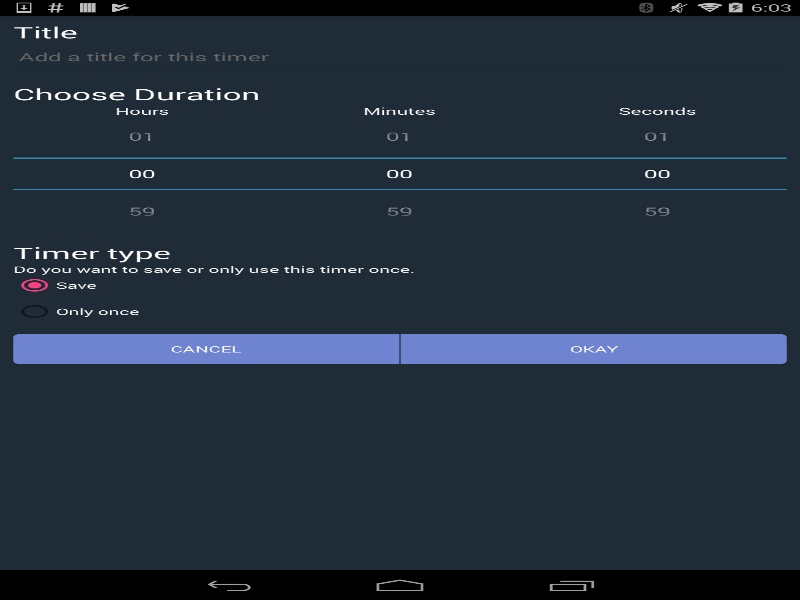 6:03
Title
Add a title for this timer
Choose Duration
Hours Minutes Seconds
01 01 01
00 00 00
59 59 59
Timer type
Do you want to save or only use this timer once.
Save
Only once
CANCEL OKAY